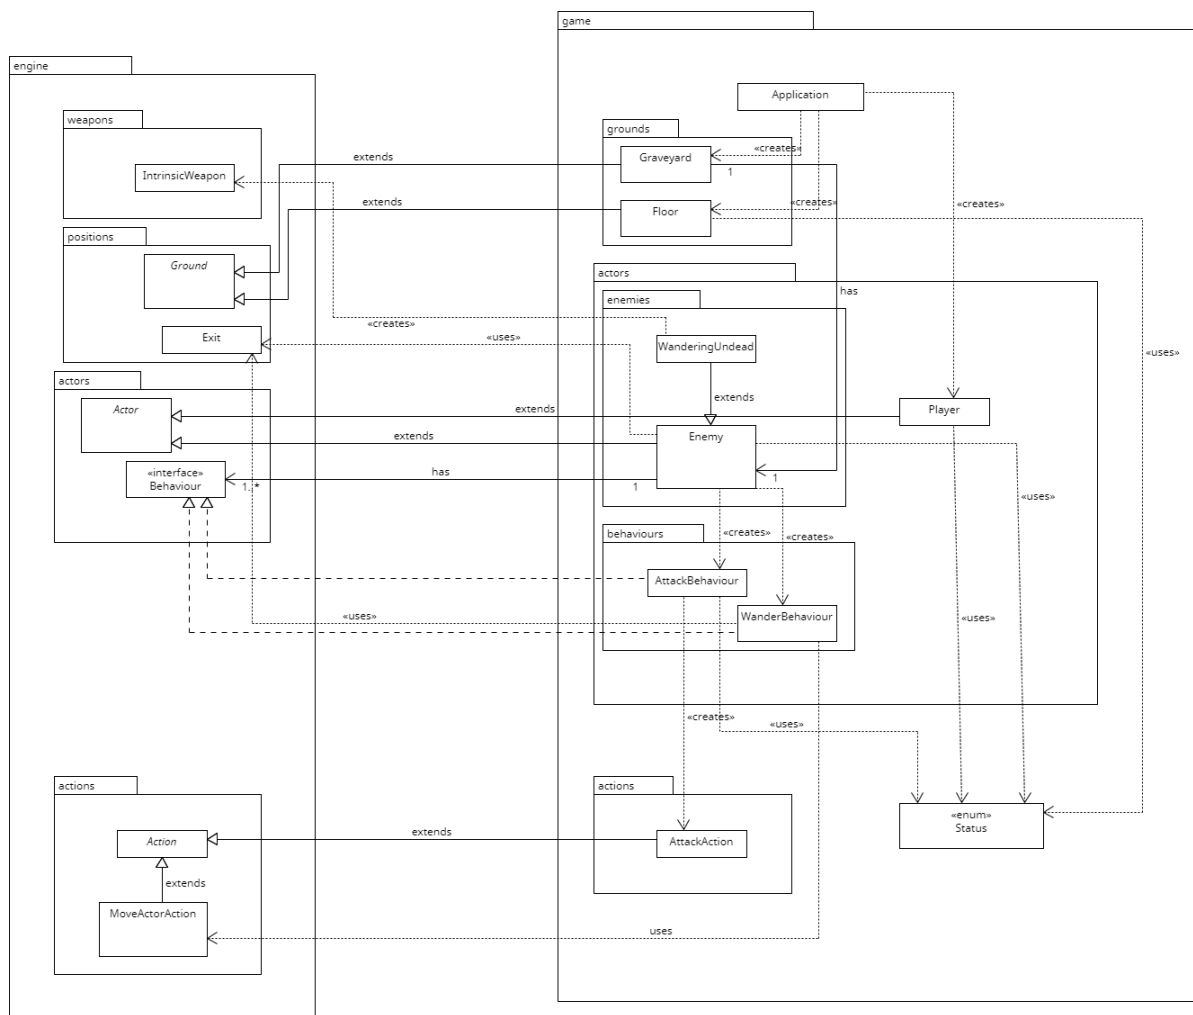 game
engine
Application
weapons
grounds
«creates»
extends
Graveyard
1
IntrinsicWeapon
extends
Floor
«creates»
«creates»
positions
Ground
actors
has
enemies
«creates»
Exit
«uses»
WanderingUndead
«uses»
actors
extends
Actor
extends
Player
extends
Enemy
«interface»
Behaviour
has
1..*
1
1
«uses»
behaviours
«creates»
«creates»
AttackBehaviour
«uses»
WanderBehaviour
«uses»
«creates»
«uses»
actions
actions
«enum»
Status
Action
extends
AttackAction
extends
MoveActorAction
uses